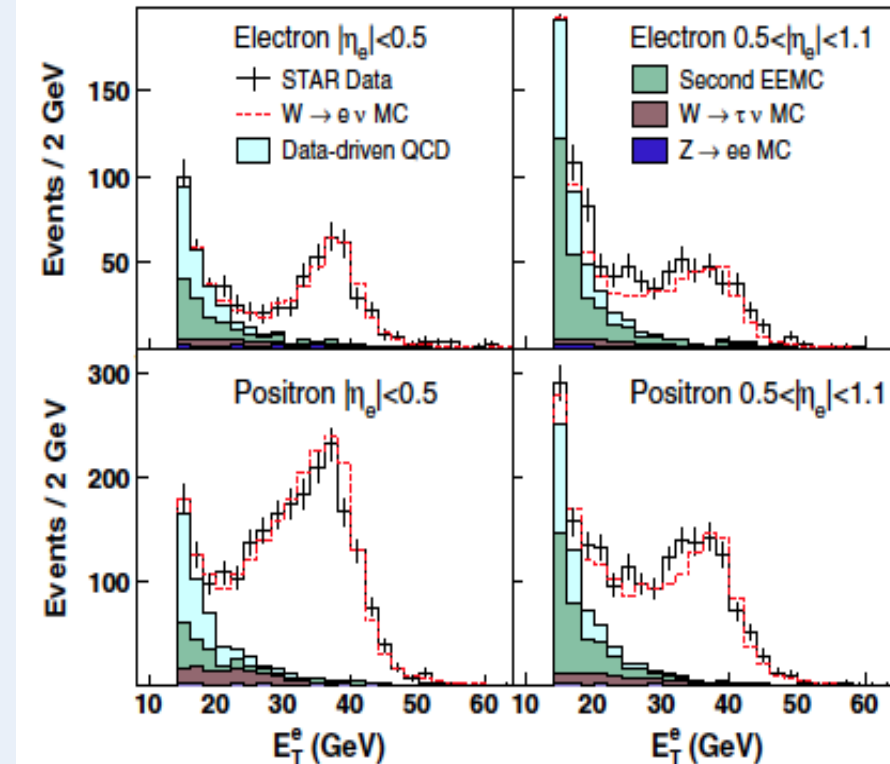 Electron |η_e|<0.5
STAR Data
W → e ν MC
Data-driven QCD
Electron 0.5<|η_e|<1.1
Second EEMC
W → τ ν MC
Z → ee MC
Events / 2 GeV
150
100
50
Positron |η_e|<0.5
Positron 0.5<|η_e|<1.1
Events / 2 GeV
300
200
100
10 20 30 40 50 60 10 20 30 40 50 60
E_T^e (GeV) E_T^e (GeV)